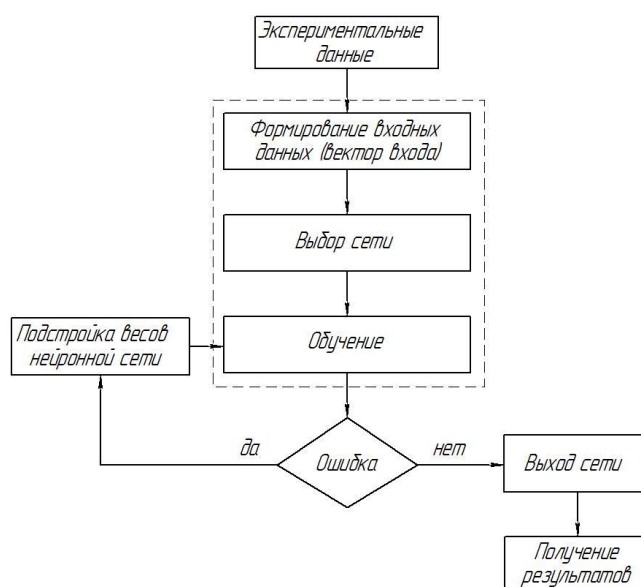 Экспериментальные
данные
Формирование входных
данных (вектор входа)
Выбор сети
Подстройка весов
нейронной сети
Обучение
да
Ошибка
нет
Выход сети
Получение
результатов